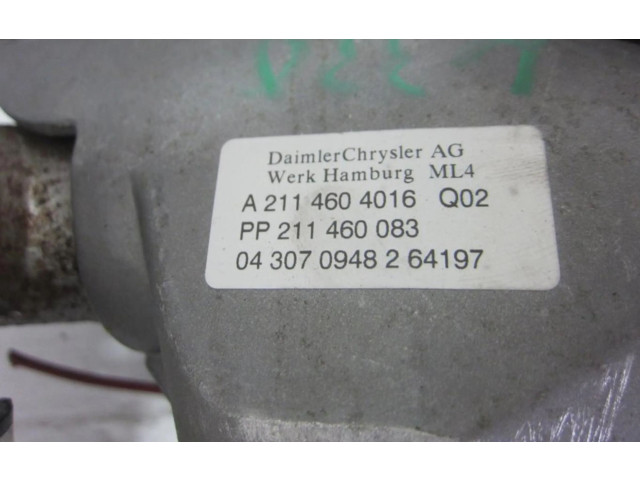 DaimlerChrysler AG
Werk Hamburg ML4
A 211 460 4016 Q02
PP 211 460 083
04 307 0948 2 64197